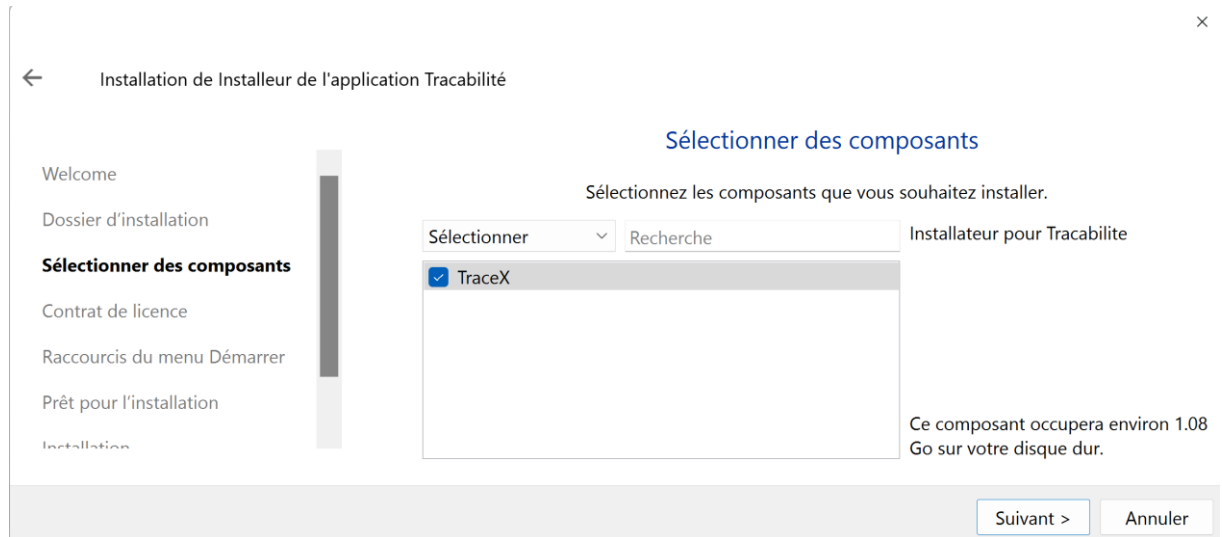 Installation de Installeur de l'application Tracabilité
Welcome
Dossier d’installation
Sélectionner des composants
Contrat de licence
Raccourcis du menu Démarrer
Prêt pour l’installation
Installation
Sélectionner des composants
Sélectionnez les composants que vous souhaitez installer.
Sélectionner
Recherche
Installateur pour Tracabilite
TraceX
Ce composant occupera environ 1.08
Go sur votre disque dur.
Suivant >
Annuler